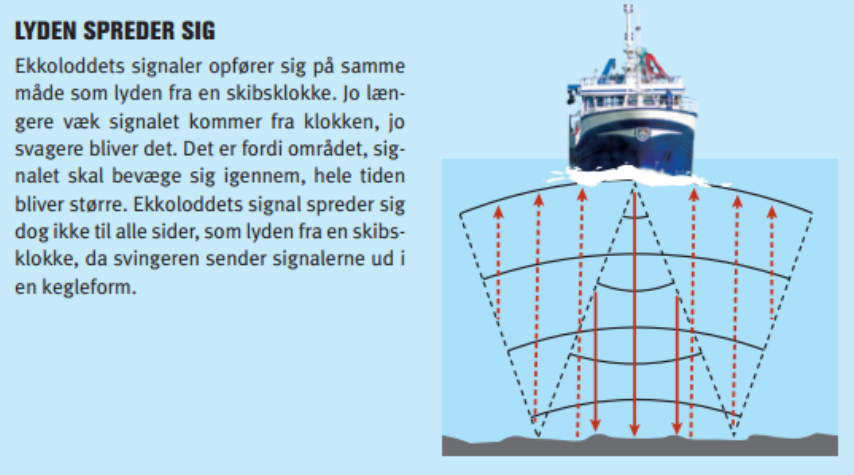 LYDEN SPREDER SIG
Ekkoloddets signaler opfører sig på samme
måde som lyden fra en skibsklokke. Jo læn-
gere væk signalet kommer fra klokken, jo
svagere bliver det. Det er fordi området, sig-
nalet skal bevæge sig igennem, hele tiden
bliver større. Ekkoloddets signal spreder sig
dog ikke til alle sider, som lyden fra en skibs-
klokke, da svingeren sender signalerne ud i
en kegleform.